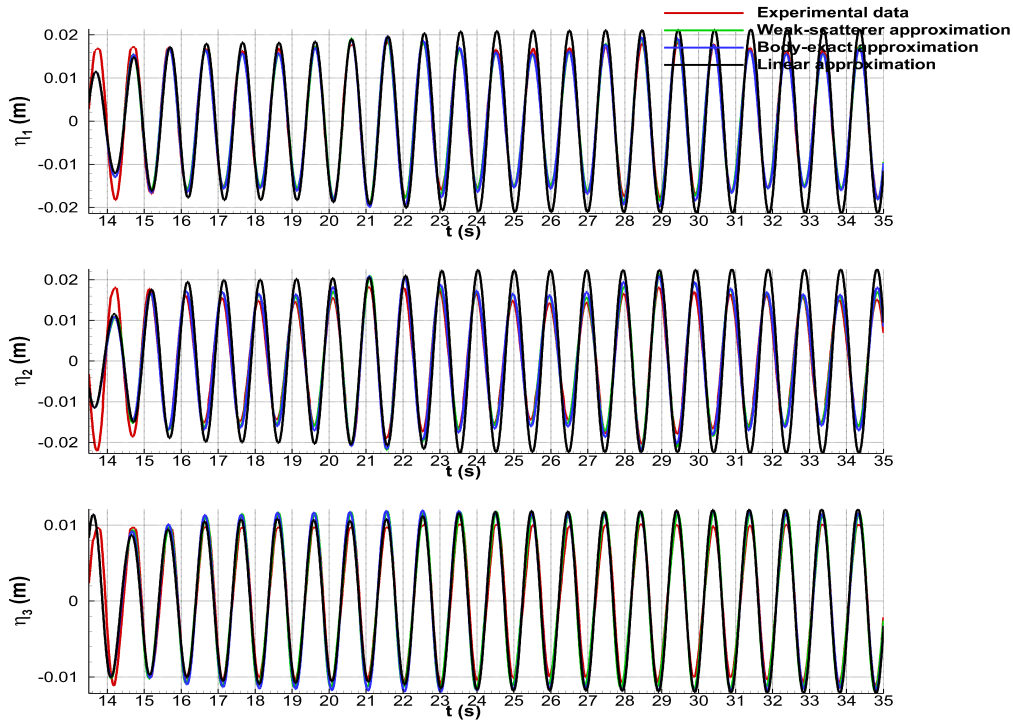 Experimental data
Weak-scatterer approximation
Body-exact approximation
Linear approximation
0.02
0.01
0
-0.01
-0.02
η1 (m)
14 15 16 17 18 19 20 21 22 23 24 25 26 27 28 29 30 31 32 33 34 35
t (s)
0.02
0.01
0
-0.01
-0.02
η2 (m)
14 15 16 17 18 19 20 21 22 23 24 25 26 27 28 29 30 31 32 33 34 35
t (s)
0.01
0
-0.01
η3 (m)
14 15 16 17 18 19 20 21 22 23 24 25 26 27 28 29 30 31 32 33 34 35
t (s)